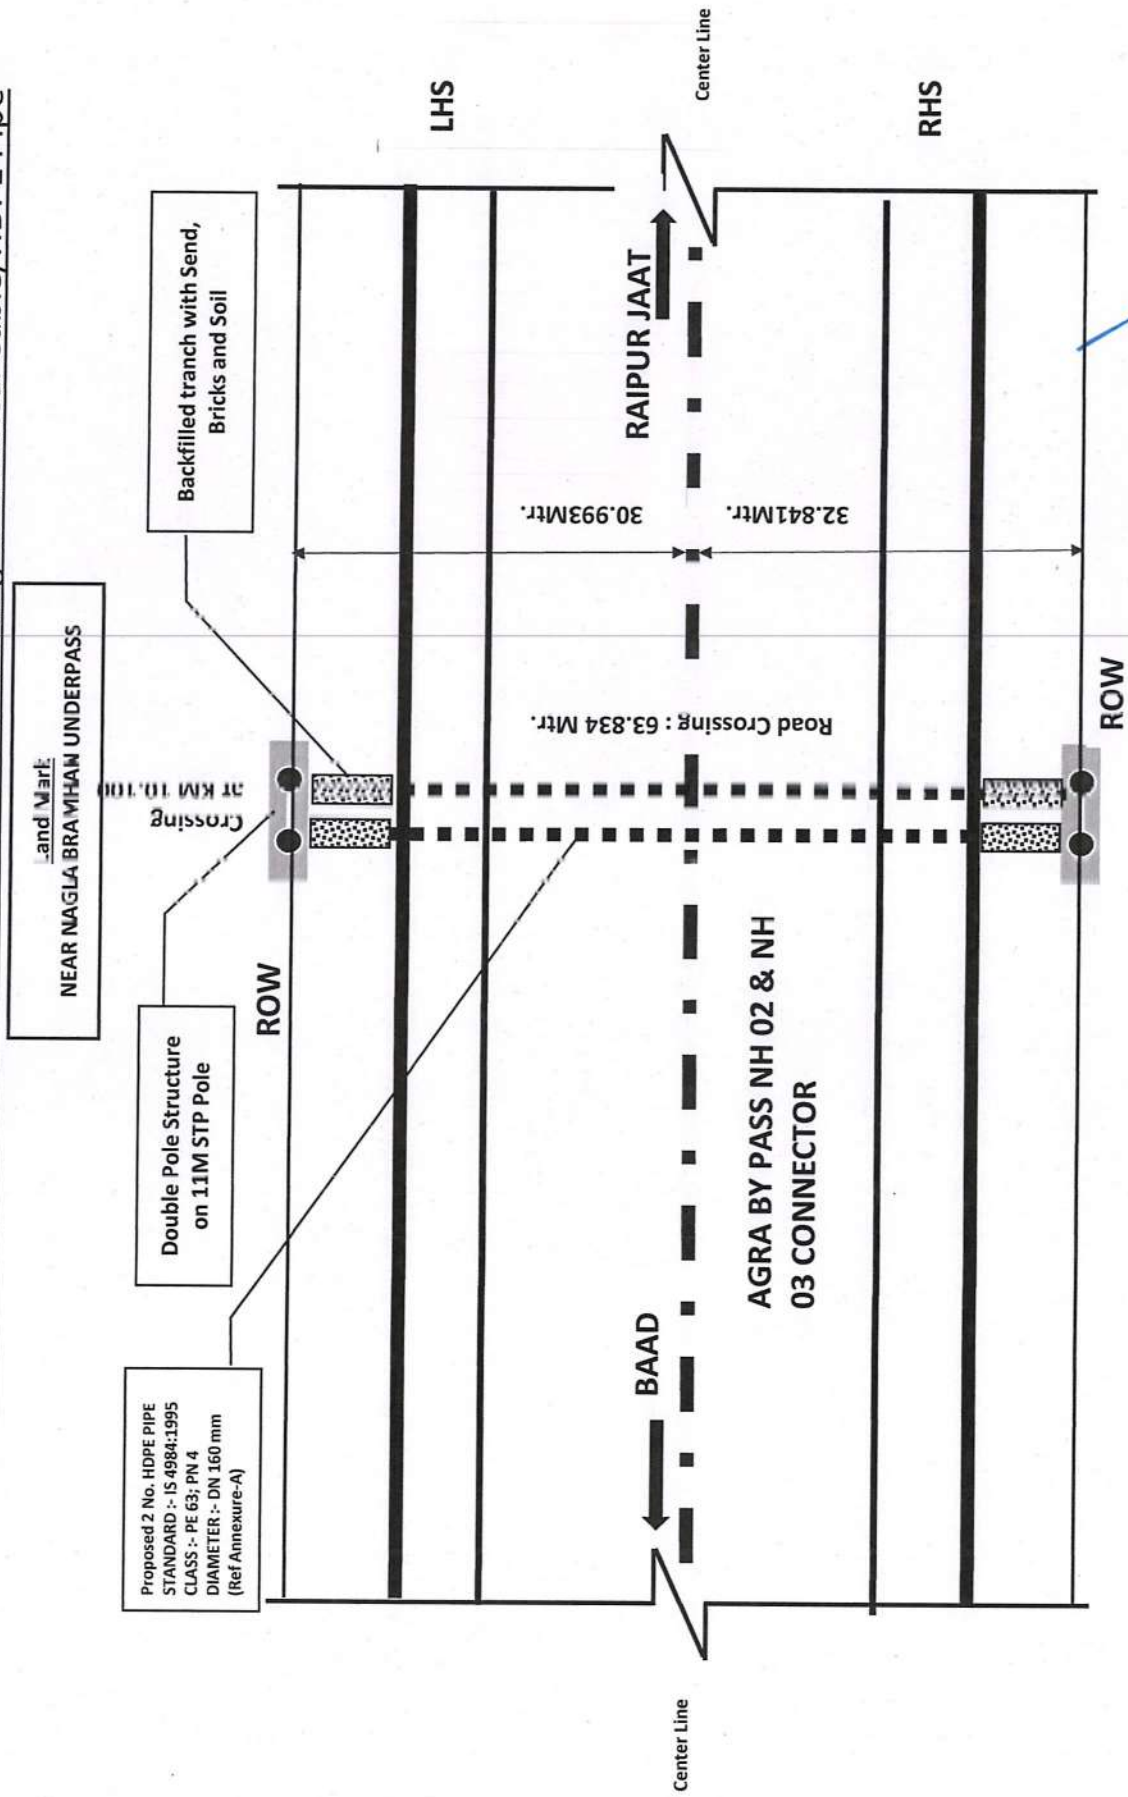 Pipe
Land Mark
NEAR NAGLA BRAMHAN UNDERPASS
Backfilled tranch with Send,
Bricks and Soil
Double Pole Structure
on 11M STP Pole
Proposed 2 No. HDPE PIPE
STANDARD :- IS 4984:1995
CLASS :- PE 63; PN 4
DIAMETER :- DN 160 mm
(Ref Annexure-A)
Crossing
at KM 10.100
ROW
LHS
30.993Mtr.
RAIPUR JAAT
BAAD
Center Line
Center Line
Road Crossing : 63.834 Mtr.
32.841Mtr.
AGRA BY PASS NH 02 & NH
03 CONNECTOR
RHS
ROW